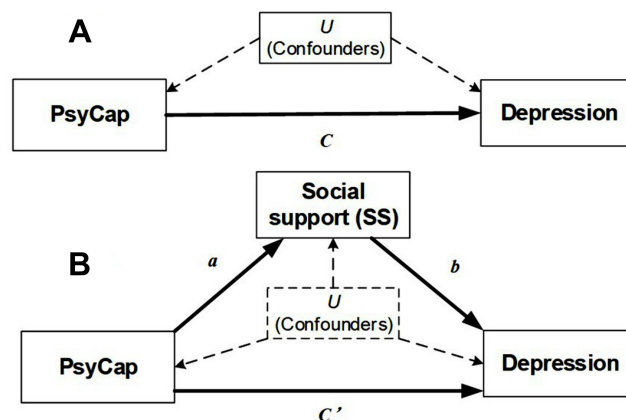 A
U
(Confounders)
PsyCap
Depression
C
Social
support (SS)
B
a
b
U
(Confounders)
PsyCap
Depression
C’